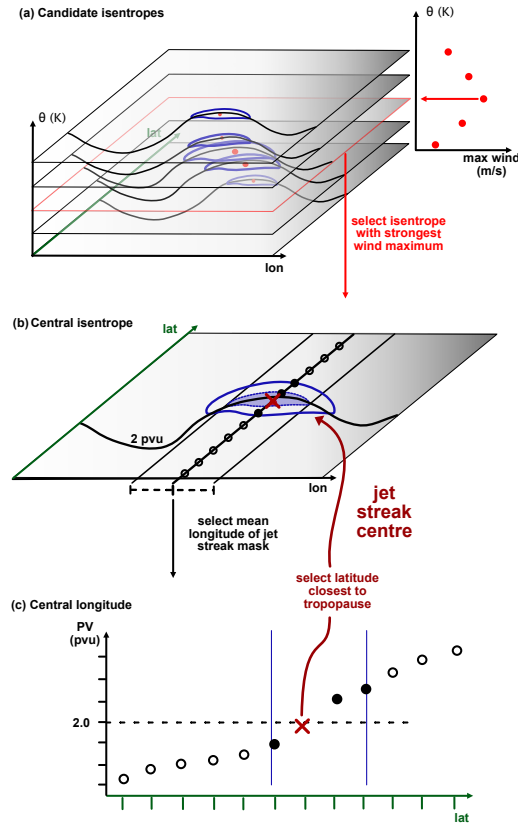 (a) Candidate isentropes
θ (K)
θ (K)
lat
max wind
(m/s)
select isentrope
with strongest
wind maximum
lon
(b) Central isentrope
lat
2 pvu
lon
select mean
longitude of jet
streak mask
jet
streak
centre
select latitude
closest to
tropopause
(c) Central longitude
PV
(pvu)
2.0
lat